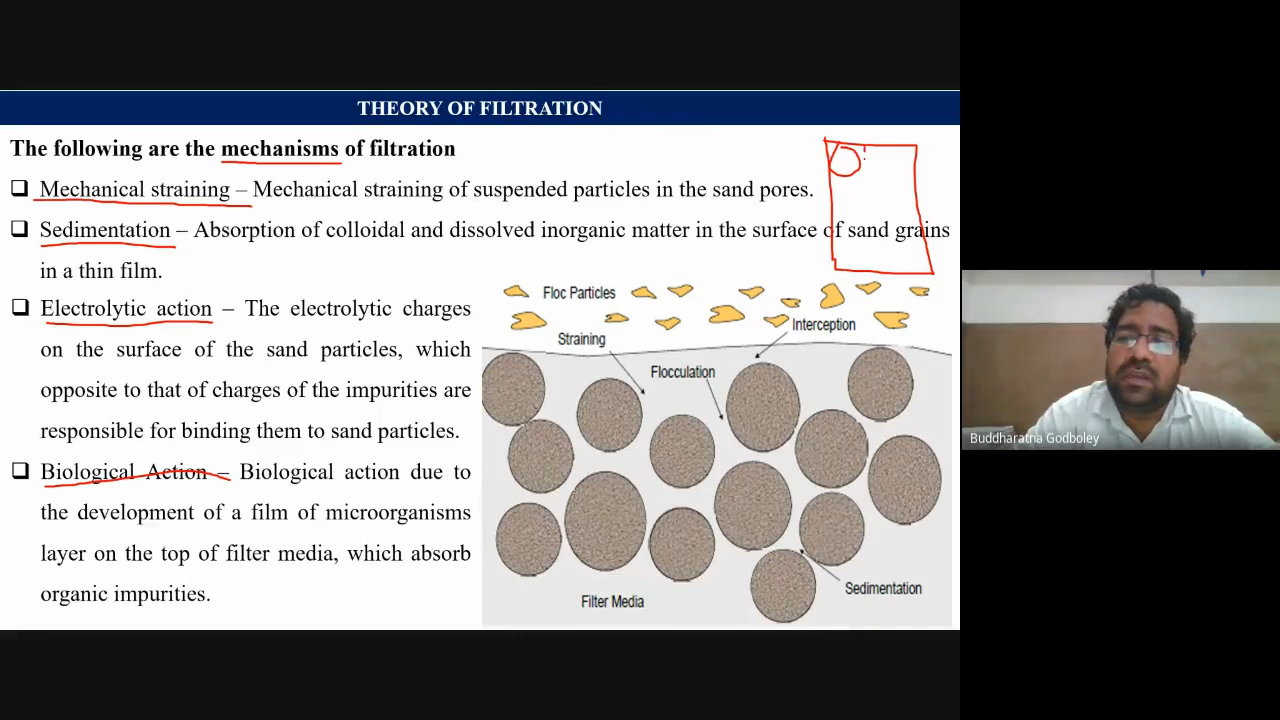 THEORY OF FILTRATION
The following are the mechanisms of filtration
Mechanical straining – Mechanical straining of suspended particles in the sand pores.
Sedimentation – Absorption of colloidal and dissolved inorganic matter in the surface of sand grains
in a thin film.
Electrolytic action – The electrolytic charges
on the surface of the sand particles, which
opposite to that of charges of the impurities are
responsible for binding them to sand particles.
Biological Action – Biological action due to
the development of a film of microorganisms
layer on the top of filter media, which absorb
organic impurities.
Floc Particles
Interception
Straining
Flocculation
Sedimentation
Filter Media
Buddharatna Godboley